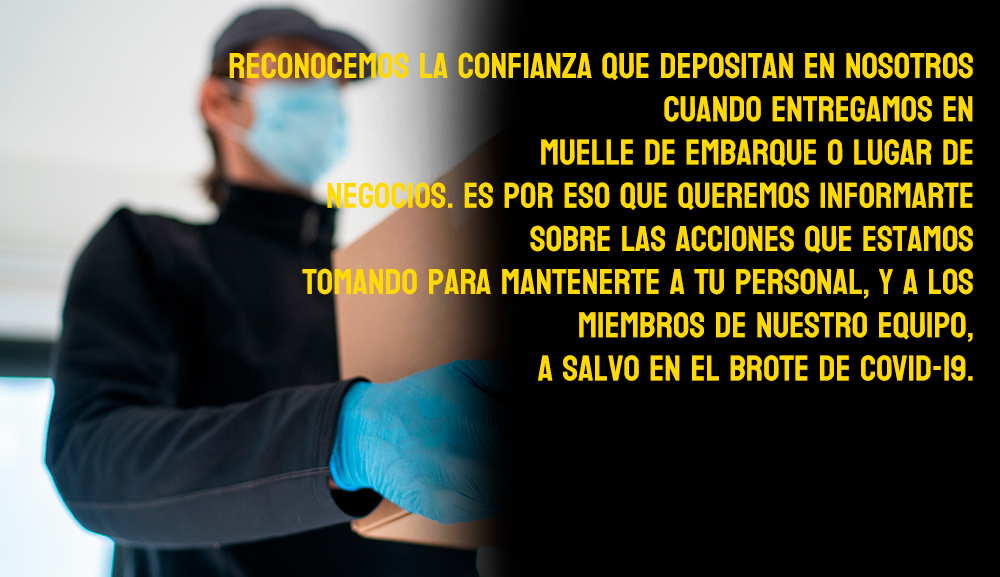 RECONOCEMOS LA CONFIANZA QUE DEPOSITAN EN NOSOTROS
CUANDO ENTREGAMOS EN
MUELLE DE EMBARQUE O LUGAR DE
NEGOCIOS. ES POR ESO QUE QUEREMOS INFORMARTE
SOBRE LAS ACCIONES QUE ESTAMOS
TOMANDO PARA MANTENERTE A TU PERSONAL, Y A LOS
MIEMBROS DE NUESTRO EQUIPO,
A SALVO EN EL BROTE DE COVID-19.